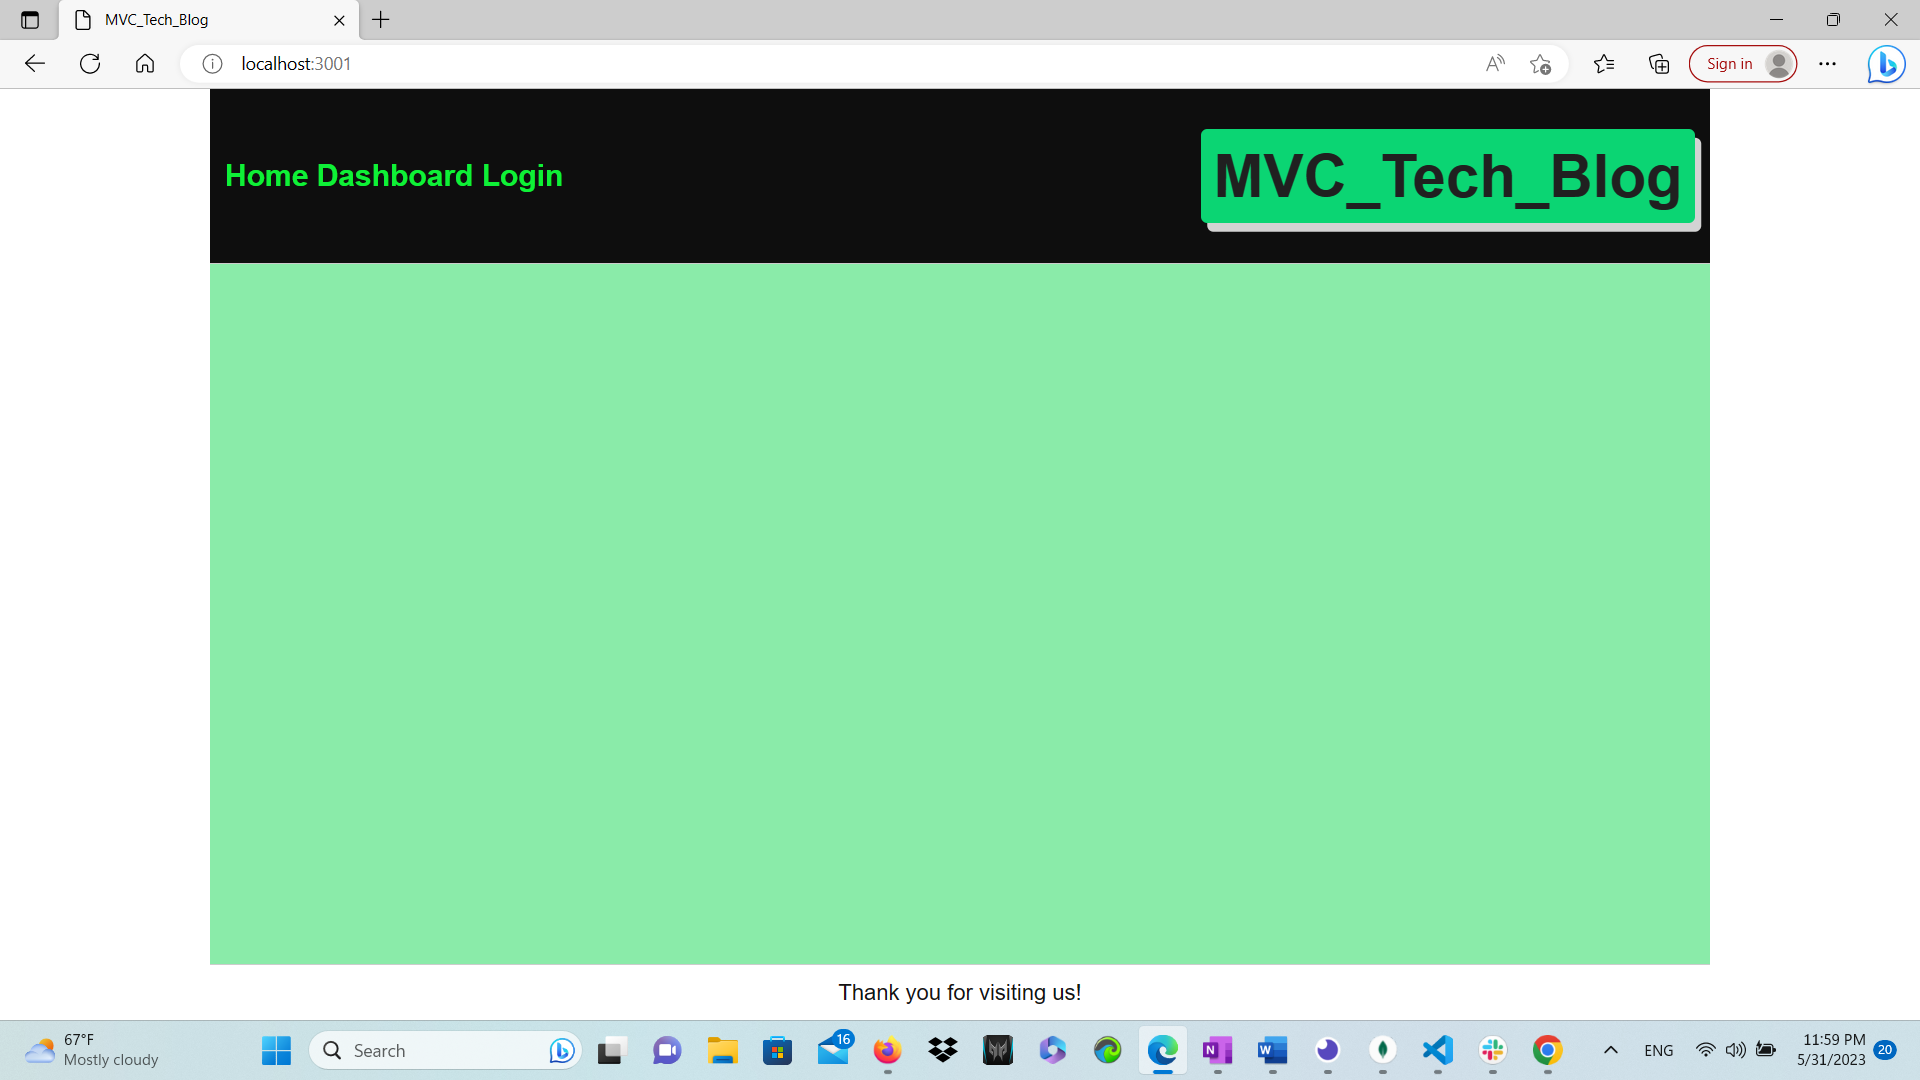 MVC_Tech_Blog
localhost:3001
Sign in
Home Dashboard Login
MVC_Tech_Blog
Thank you for visiting us!
67°F
Mostly cloudy
Search
16
N
W
ENG
11:59 PM
5/31/2023
20